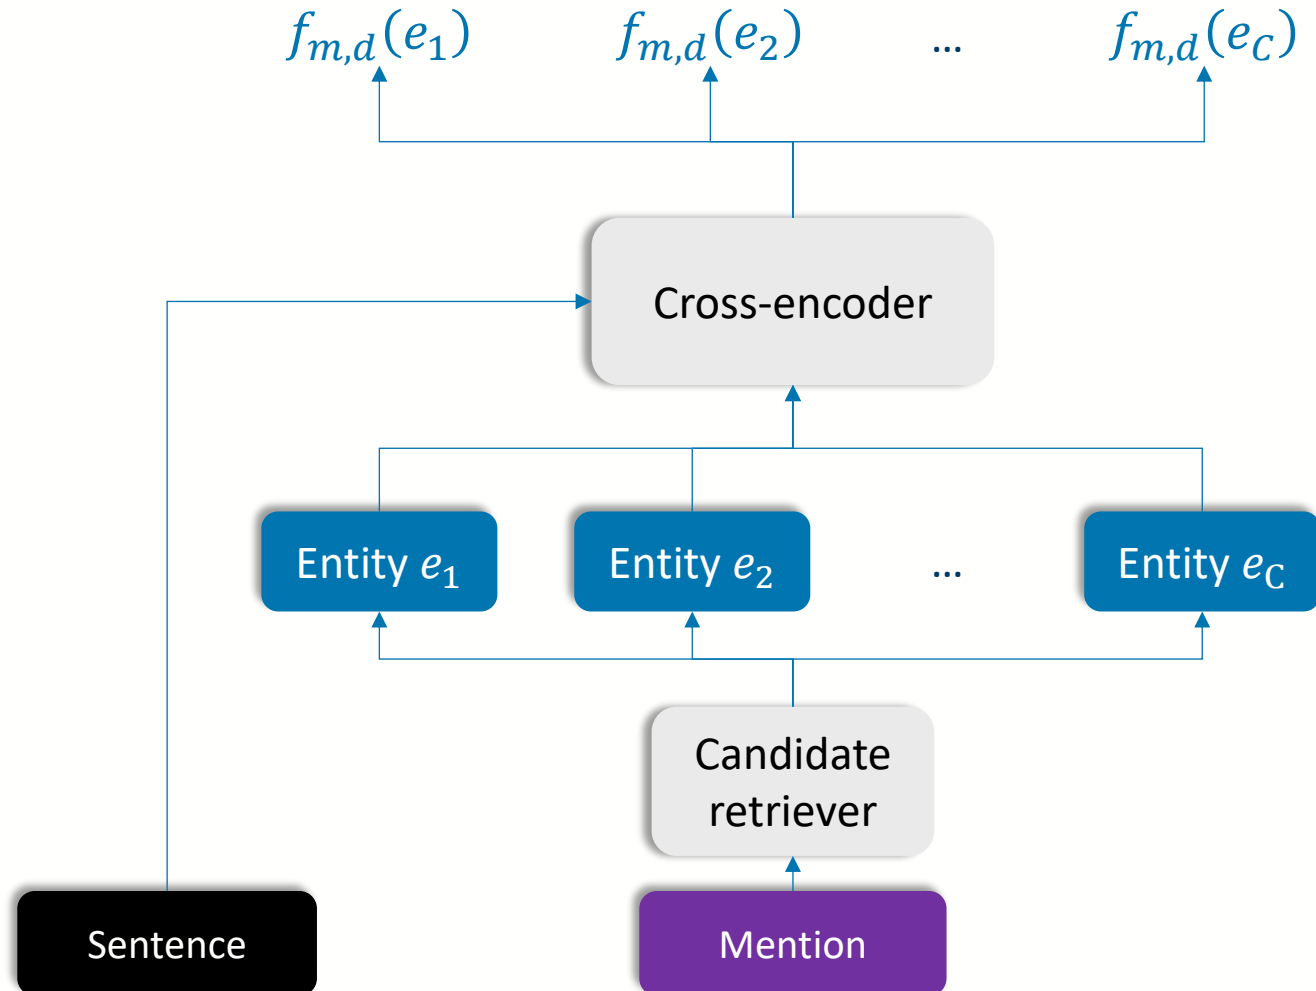 f_{m,d}(e_1) f_{m,d}(e_2) ... f_{m,d}(e_C)
Cross-encoder
Entity e_1 Entity e_2 ... Entity e_C
Candidate
retriever
Sentence Mention